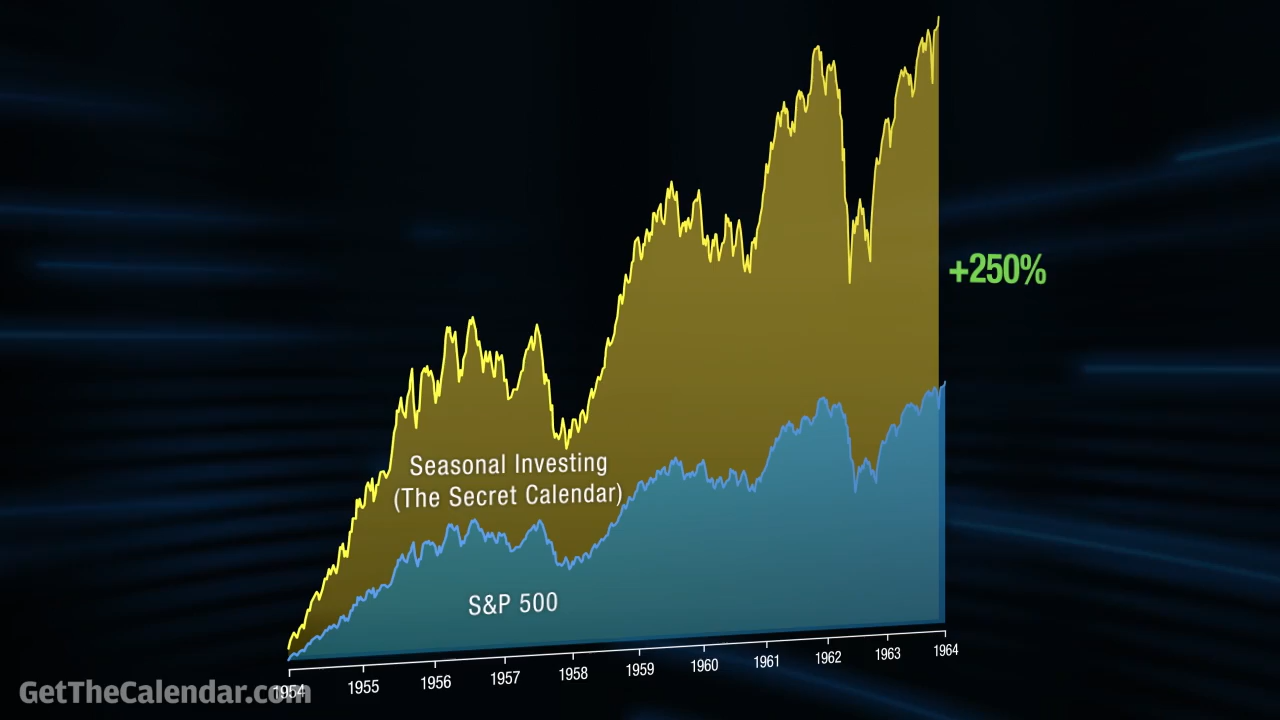 +250%
Seasonal Investing
(The Secret Calendar)
S&P 500
1954 1955 1956 1957 1958 1959 1960 1961 1962 1963 1964
GetTheCalendar.com